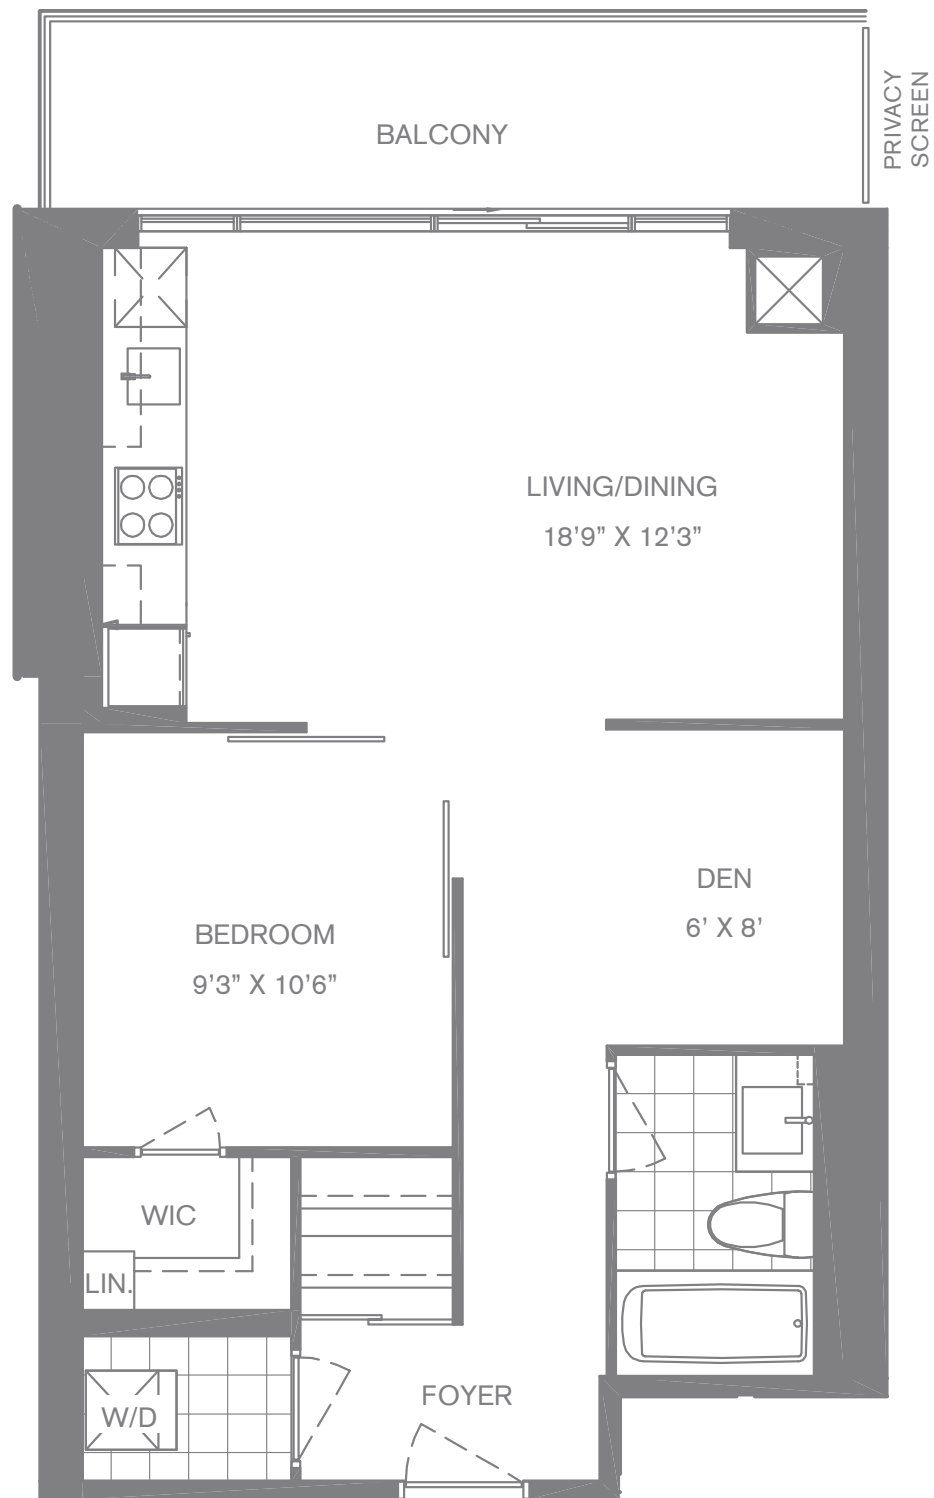 BALCONY
PRIVACY
SCREEN
LIVING/DINING
18’9” X 12’3”
DEN
6’ X 8’
BEDROOM
9’3” X 10’6”
WIC
LIN.
FOYER
W/D